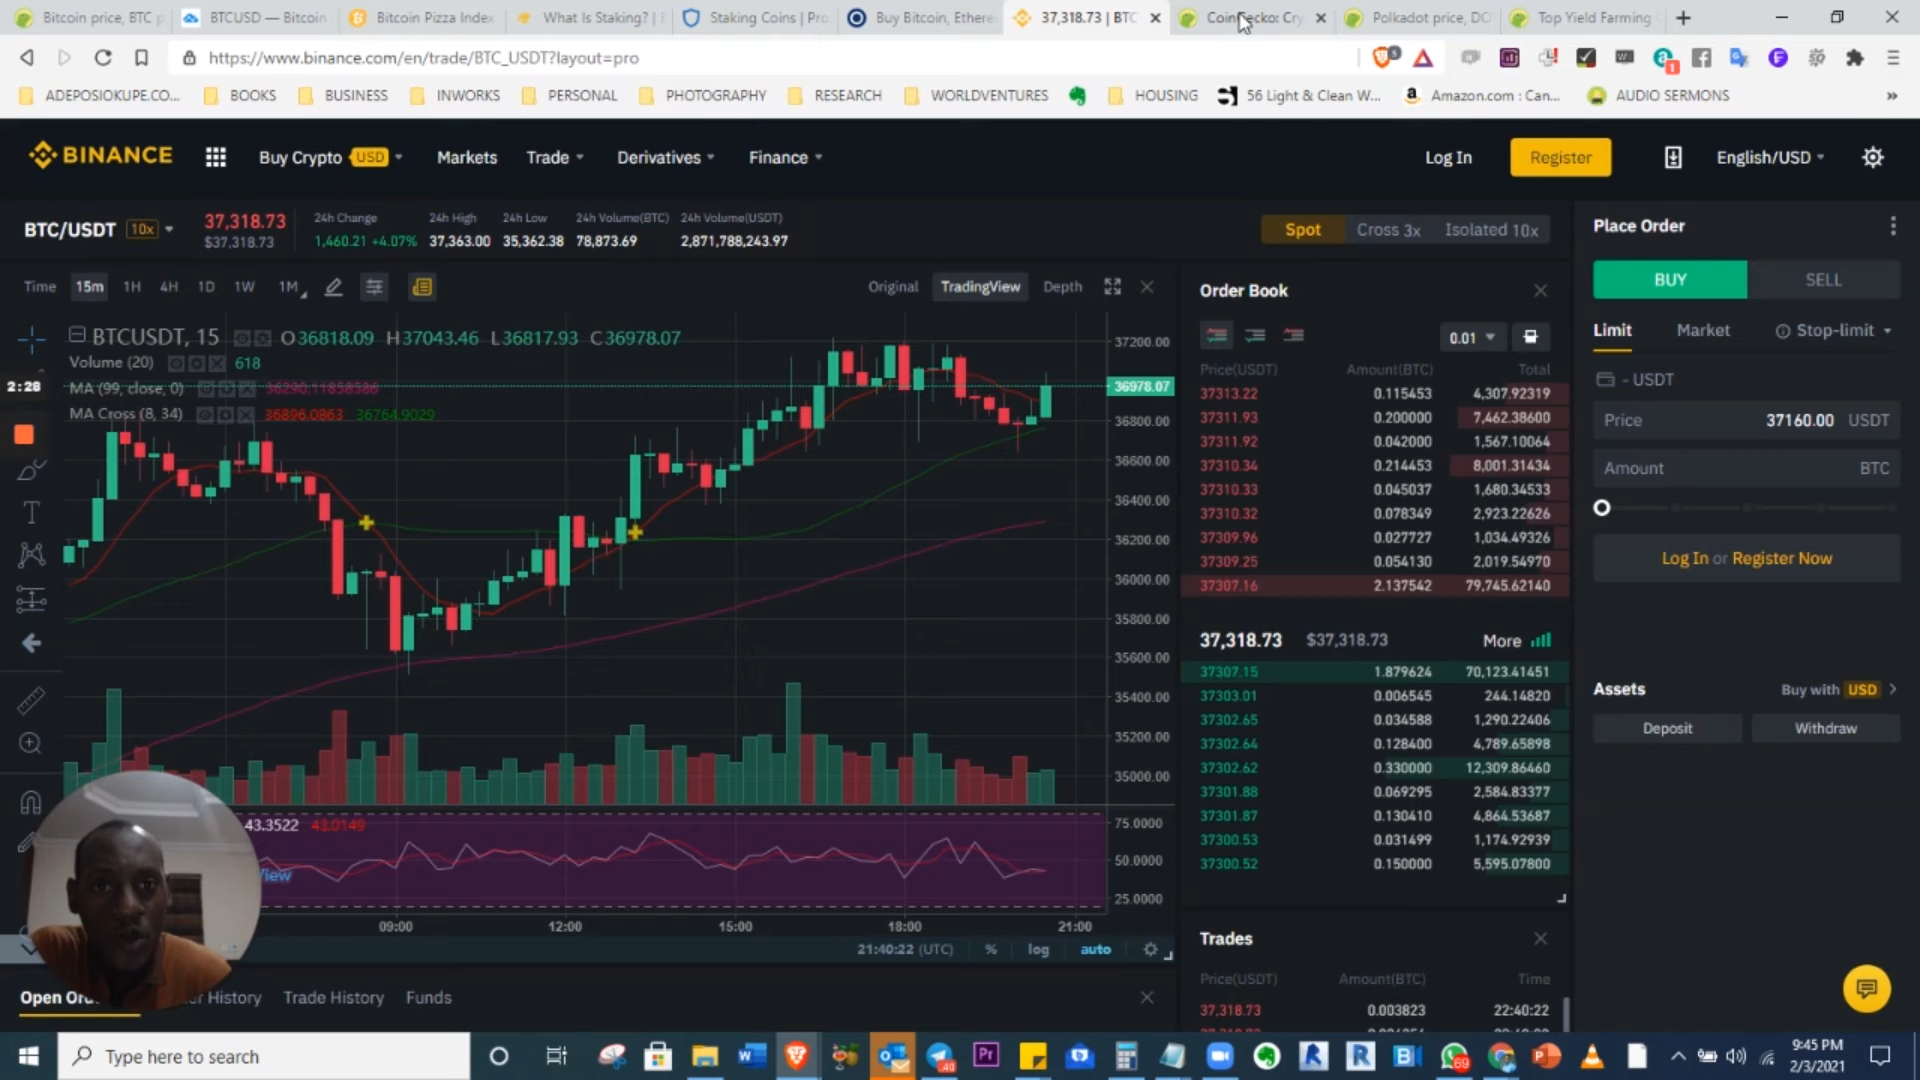 Bitcoin price, BTC p
BTCUSD — Bitcoin
Bitcoin Pizza Index
What Is Staking? | B
Staking Coins | Pro
Buy Bitcoin, Ethere
37,318.73 | BTC
CoinGecko: Cry
Polkadot price, DO
Top Yield Farming
https://www.binance.com/en/trade/BTC_USDT?layout=pro
5
1
ADEPOSIOKUPE.CO...
BOOKS
BUSINESS
INWORKS
PERSONAL
PHOTOGRAPHY
RESEARCH
WORLDVENTURES
HOUSING
56 Light & Clean W...
Amazon.com : Can...
AUDIO SERMONS
»
BINANCE
Buy Crypto USD
Markets
Trade
Derivatives
Finance
Log In
Register
English/USD
BTC/USDT 10x
37,318.73
$37,318.73
24h Change
1,460.21 +4.07%
24h High
37,363.00
24h Low
35,362.38
24h Volume(BTC)
78,873.69
24h Volume(USDT)
2,871,788,243.97
Spot
Cross 3x
Isolated 10x
Time
15m
1H
4H
1D
1W
1M
Original
TradingView
Depth
BTCUSDT, 15
O36818.09 H37043.46 L36817.93 C36978.07
Volume (20) 618
MA (99, close, 0) 36290.11858586
MA Cross (8, 34) 36896.0863 36764.9029
2:28
37200.00
36978.07
36800.00
36600.00
36400.00
36200.00
36000.00
35800.00
35600.00
35400.00
35200.00
35000.00
43.3522 43.0149
View
75.0000
50.0000
25.0000
09:00
12:00
15:00
18:00
21:00
21:40:22 (UTC)
%
log
auto
Trade History
Funds
Order Book
0.01
Price(USDT) Amount(BTC) Total
37313.22 0.115453 4,307.92319
37311.93 0.200000 7,462.38600
37311.92 0.042000 1,567.10064
37310.34 0.214453 8,001.31434
37310.33 0.045037 1,680.34533
37310.32 0.078349 2,923.22626
37309.96 0.027727 1,034.49326
37309.25 0.054130 2,019.54970
37307.16 2.137542 79,745.62140
37,318.73 $37,318.73 More
37307.15 1.879624 70,123.41451
37303.01 0.006545 244.14820
37302.65 0.034588 1,290.22406
37302.64 0.128400 4,789.65898
37302.62 0.330000 12,309.86460
37301.88 0.069295 2,584.83377
37301.87 0.130410 4,864.53687
37300.53 0.031499 1,174.92939
37300.52 0.150000 5,595.07800
Trades
Price(USDT) Amount(BTC) Time
37,318.73 0.003823 22:40:22
Place Order
BUY
SELL
Limit
Market
Stop-limit
- USDT
Price 37160.00 USDT
Amount BTC
Log In or Register Now
Assets
Buy with USD
Deposit
Withdraw
Open Or
er History
Type here to search
9:45 PM
2/3/2021